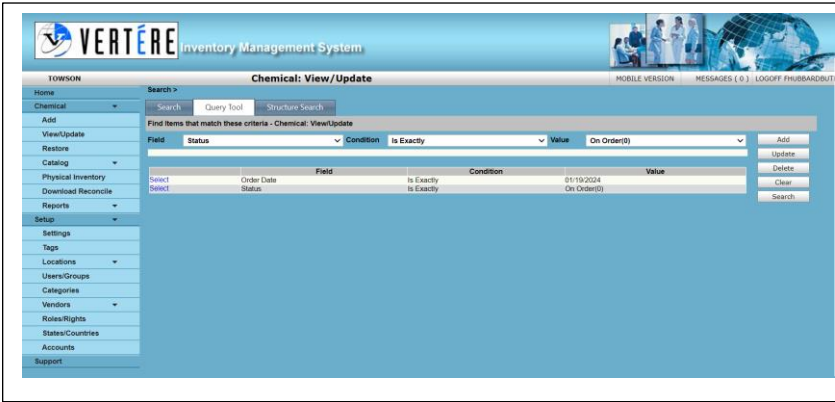 VERTÉRE Inventory Management System
TOWSON Chemical: View/Update MOBILE VERSION MESSAGES ( 0 ) LOGOFF FHUBBARDBUT
Home
Chemical
Add
View/Update
Restore
Catalog
Physical Inventory
Download Reconcile
Reports
Setup
Settings
Tags
Locations
Users/Groups
Categories
Vendors
Roles/Rights
States/Countries
Accounts
Support
Search >
Search Query Tool Structure Search
Find items that match these criteria - Chemical: View/Update
Field Status Condition Is Exactly Value On Order(0) Add
Update
Delete
Clear
Search
Field Condition Value
Select Order Date Is Exactly 01/19/2024
Select Status Is Exactly On Order(0)